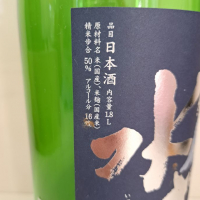 品目 日本酒
原材料名 米(国産)、米麹(国産米)
内容量 1.8L
精米歩合 50% アルコール分 16度